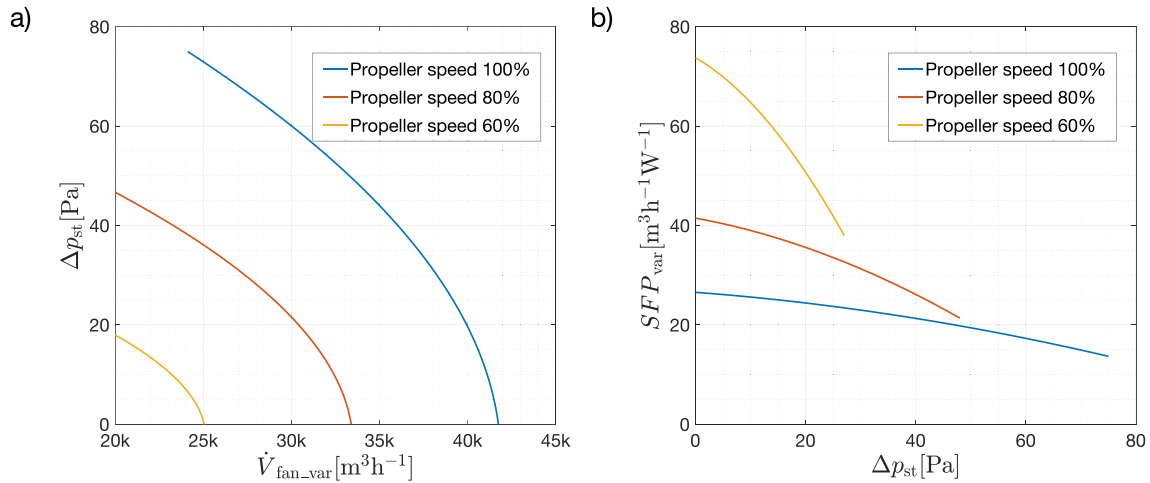 a)
80
60
40
20
0
Δp_st[Pa]
Propeller speed 100%
Propeller speed 80%
Propeller speed 60%
20k 25k 30k 35k 40k 45k
V̇_fan_var[m³h⁻¹]
b)
80
60
40
20
0
SFP_var[m³h⁻¹W⁻¹]
Propeller speed 100%
Propeller speed 80%
Propeller speed 60%
0 20 40 60 80
Δp_st[Pa]